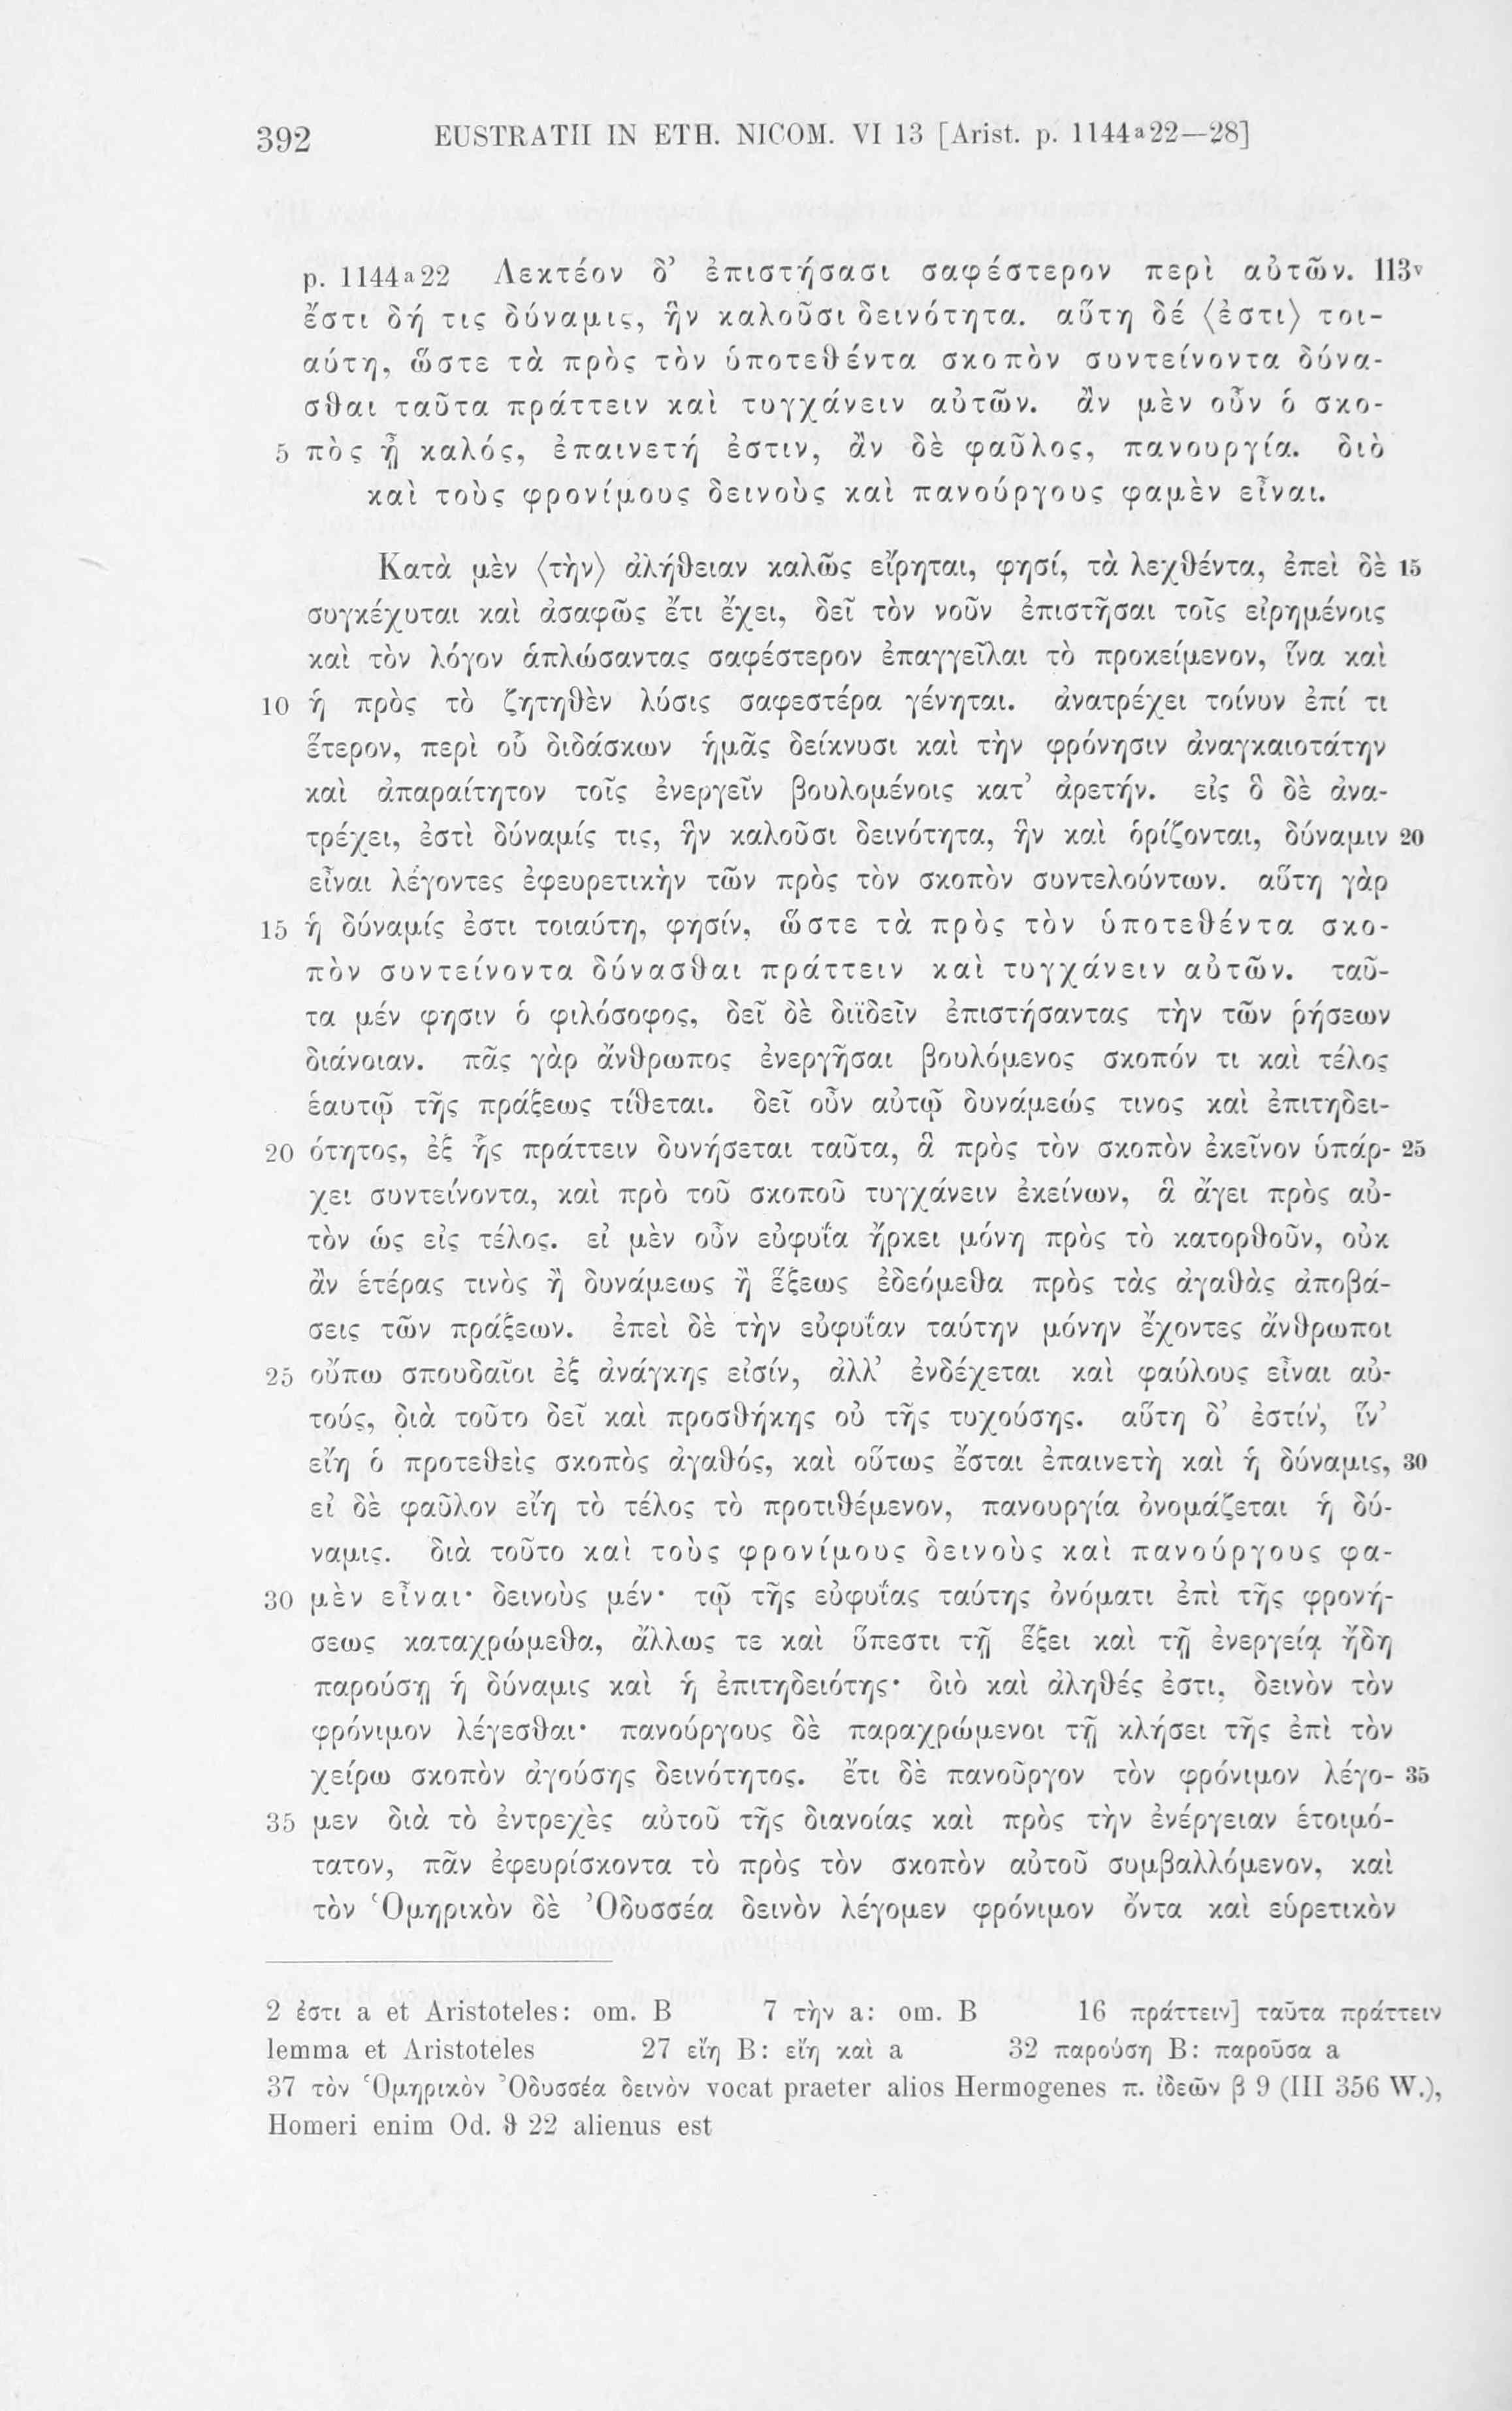 392 EUSTRATII IN ETH. NICOM. VI 13 [Arist. p. 1144a22—28]
p. 1144a22 Λεκτέον δ’ ἐπιστήσασι σαφέστερον περὶ αὐτῶν. 113v
ἔστι δή τις δύναμις, ἣν καλοῦσι δεινότητα. αὕτη δέ ⟨ἐστι⟩ τοι-
αύτη, ὥστε τὰ πρὸς τὸν ὑποτεθέντα σκοπὸν συντείνοντα δύνα-
σθαι ταῦτα πράττειν καὶ τυγχάνειν αὐτῶν. ἂν μὲν οὖν ὁ σκο-
5 πὸς ᾖ καλός, ἐπαινετή ἐστιν, ἂν δὲ φαῦλος, πανουργία. διὸ
καὶ τοὺς φρονίμους δεινοὺς καὶ πανούργους φαμὲν εἶναι.
Κατὰ μὲν ⟨τὴν⟩ ἀλήθειαν καλῶς εἴρηται, φησί, τὰ λεχθέντα, ἐπεὶ δὲ 15
συγκέχυται καὶ ἀσαφῶς ἔτι ἔχει, δεῖ τὸν νοῦν ἐπιστῆσαι τοῖς εἰρημένοις
καὶ τὸν λόγον ἁπλώσαντας σαφέστερον ἐπαγγεῖλαι τὸ προκείμενον, ἵνα καὶ
10 ἡ πρὸς τὸ ζητηθὲν λύσις σαφεστέρα γένηται. ἀνατρέχει τοίνυν ἐπί τι
ἕτερον, περὶ οὗ διδάσκων ἡμᾶς δείκνυσι καὶ τὴν φρόνησιν ἀναγκαιοτάτην
καὶ ἀπαραίτητον τοῖς ἐνεργεῖν βουλομένοις κατ’ ἀρετήν. εἰς ὃ δὲ ἀνα-
τρέχει, ἐστὶ δύναμίς τις, ἣν καλοῦσι δεινότητα, ἣν καὶ ὁρίζονται, δύναμιν 20
εἶναι λέγοντες ἐφευρετικὴν τῶν πρὸς τὸν σκοπὸν συντελούντων. αὕτη γὰρ
15 ἡ δύναμίς ἐστι τοιαύτη, φησίν, ὥστε τὰ πρὸς τὸν ὑποτεθέντα σκο-
πὸν συντείνοντα δύνασθαι πράττειν καὶ τυγχάνειν αὐτῶν. ταῦ-
τα μέν φησιν ὁ φιλόσοφος, δεῖ δὲ διϊδεῖν ἐπιστήσαντας τὴν τῶν ῥήσεων
διάνοιαν. πᾶς γὰρ ἄνθρωπος ἐνεργῆσαι βουλόμενος σκοπόν τι καὶ τέλος
ἑαυτῷ τῆς πράξεως τίθεται. δεῖ οὖν αὐτῷ δυνάμεώς τινος καὶ ἐπιτηδει-
20 ότητος, ἐξ ἧς πράττειν δυνήσεται ταῦτα, ἃ πρὸς τὸν σκοπὸν ἐκεῖνον ὑπάρ- 25
χει συντείνοντα, καὶ πρὸ τοῦ σκοποῦ τυγχάνειν ἐκείνων, ἃ ἄγει πρὸς αὐ-
τὸν ὡς εἰς τέλος. εἰ μὲν οὖν εὐφυΐα ἤρκει μόνη πρὸς τὸ κατορθοῦν, οὐκ
ἂν ἑτέρας τινὸς ἢ δυνάμεως ἢ ἕξεως ἐδεόμεθα πρὸς τὰς ἀγαθὰς ἀποβά-
σεις τῶν πράξεων. ἐπεὶ δὲ τὴν εὐφυΐαν ταύτην μόνην ἔχοντες ἄνθρωποι
25 οὔπω σπουδαῖοι ἐξ ἀνάγκης εἰσίν, ἀλλ’ ἐνδέχεται καὶ φαύλους εἶναι αὐ-
τούς, διὰ τοῦτο δεῖ καὶ προσθήκης οὐ τῆς τυχούσης. αὕτη δ’ ἐστίν, ἵν’
εἴη ὁ προτεθεὶς σκοπὸς ἀγαθός, καὶ οὕτως ἔσται ἐπαινετὴ καὶ ἡ δύναμις, 30
εἰ δὲ φαῦλον εἴη τὸ τέλος τὸ προτιθέμενον, πανουργία ὀνομάζεται ἡ δύ-
ναμις. διὰ τοῦτο καὶ τοὺς φρονίμους δεινοὺς καὶ πανούργους φα-
30 μὲν εἶναι· δεινοὺς μέν· τῷ τῆς εὐφυΐας ταύτης ὀνόματι ἐπὶ τῆς φρονή-
σεως καταχρώμεθα, ἄλλως τε καὶ ὕπεστι τῇ ἕξει καὶ τῇ ἐνεργείᾳ ἤδη
παρούσῃ ἡ δύναμις καὶ ἡ ἐπιτηδειότης· διὸ καὶ ἀληθές ἐστι, δεινὸν τὸν
φρόνιμον λέγεσθαι· πανούργους δὲ παραχρώμενοι τῇ κλήσει τῆς ἐπὶ τὸν
χείρω σκοπὸν ἀγούσης δεινότητος. ἔτι δὲ πανοῦργον τὸν φρόνιμον λέγο- 35
35 μεν διὰ τὸ ἐντρεχὲς αὐτοῦ τῆς διανοίας καὶ πρὸς τὴν ἐνέργειαν ἑτοιμό-
τατον, πᾶν ἐφευρίσκοντα τὸ πρὸς τὸν σκοπὸν αὐτοῦ συμβαλλόμενον, καὶ
τὸν Ὁμηρικὸν δὲ Ὀδυσσέα δεινὸν λέγομεν φρόνιμον ὄντα καὶ εὑρετικὸν
2 ἐστι a et Aristoteles: om. B 7 τὴν a: om. B 16 πράττειν] ταῦτα πράττειν
lemma et Aristoteles 27 εἴη B: εἴη καὶ a 32 παρούσῃ B: παροῦσα a
37 τὸν Ὁμηρικὸν Ὀδυσσέα δεινὸν vocat praeter alios Hermogenes π. ἰδεῶν β 9 (III 356 W.),
Homeri enim Od. θ 22 alienus est